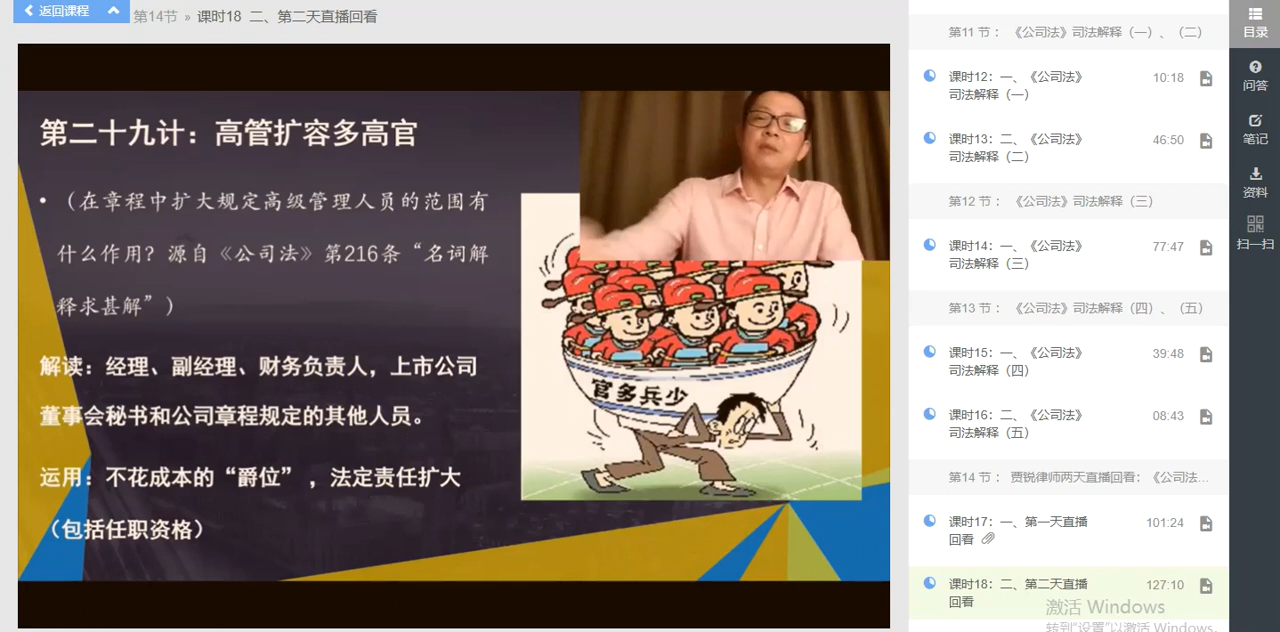 返回课程
第14节 » 课时18 二、第二天直播回看
第二十九计：高管扩容多高官
• （在章程中扩大规定高级管理人员的范围有
什么作用？源自《公司法》第216条“名词解
释求甚解”）
解读：经理、副经理、财务负责人，上市公司
董事会秘书和公司章程规定的其他人员。
运用：不花成本的“爵位”，法定责任扩大
（包括任职资格）
官多兵少
第11 节： 《公司法》司法解释（一）、（二）
课时12：一、《公司法》 10:18
司法解释（一）
课时13：二、《公司法》 46:50
司法解释（二）
第12 节： 《公司法》司法解释（三）
课时14：一、《公司法》 77:47
司法解释（三）
第13 节： 《公司法》司法解释（四）、（五）
课时15：一、《公司法》 39:48
司法解释（四）
课时16：二、《公司法》 08:43
司法解释（五）
第14 节： 贾锐律师两天直播回看：《公司法...
课时17：一、第一天直播 101:24
回看
课时18：二、第二天直播 127:10
回看
激活 Windows
转到“设置”以激活 Windows。
目录
问答
笔记
资料
扫一扫